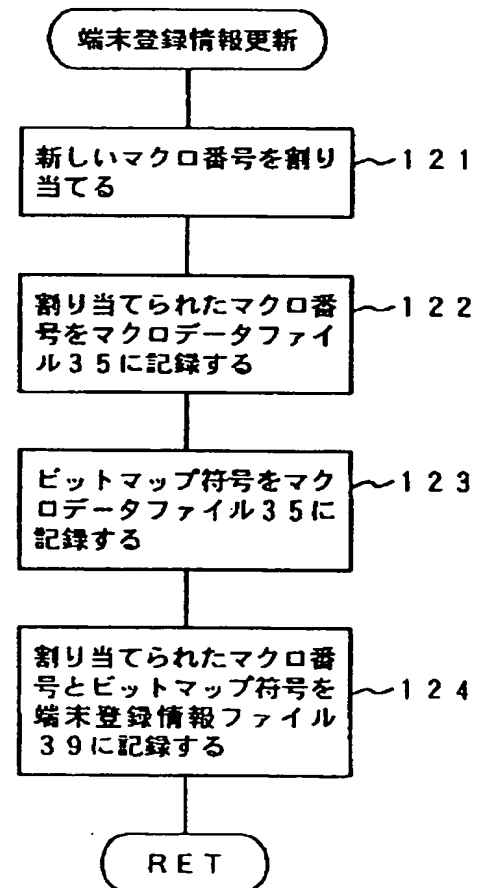 端末登録情報更新
新しいマクロ番号を割り
当てる
～１２１
割り当てられたマクロ番
号をマクロデータファイ
ル３５に記録する
～１２２
ビットマップ符号をマク
ロデータファイル３５に
記録する
～１２３
割り当てられたマクロ番
号とビットマップ符号を
端末登録情報ファイル
３９に記録する
～１２４
ＲＥＴ